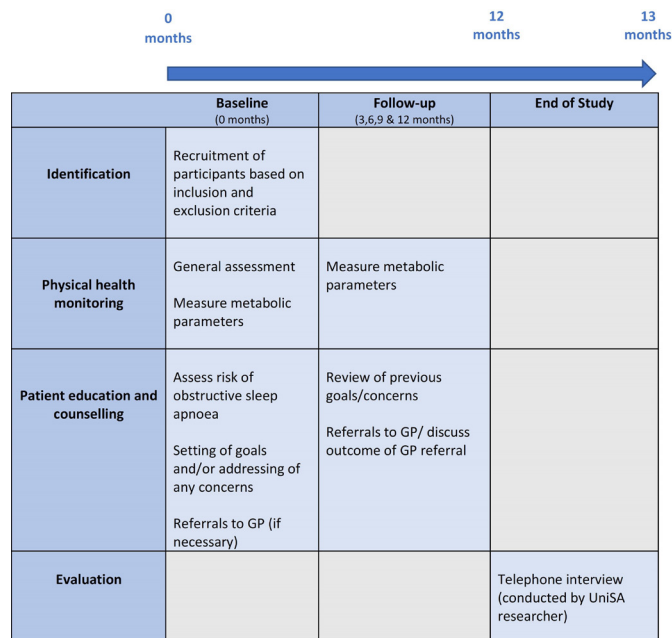 0
months
12
months
13
months
Baseline
(0 months)
Follow-up
(3,6,9 & 12 months)
End of Study
Identification
Recruitment of
participants based on
inclusion and
exclusion criteria
Physical health
monitoring
General assessment
Measure metabolic
parameters
Measure metabolic
parameters
Patient education and
counselling
Assess risk of
obstructive sleep
apnoea
Setting of goals
and/or addressing of
any concerns
Referrals to GP (if
necessary)
Review of previous
goals/concerns
Referrals to GP/ discuss
outcome of GP referral
Evaluation
Telephone interview
(conducted by UniSA
researcher)